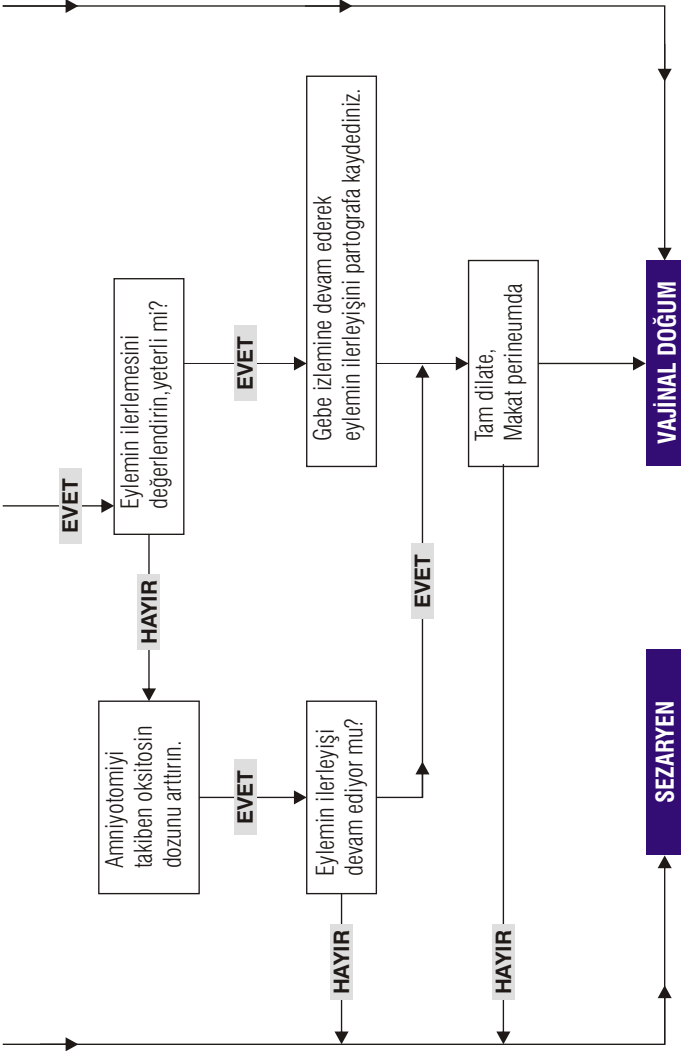 EVET
Eylemin ilerlemesini
değerlendirin,yeterli mi?
HAYIR
EVET
Amniyotomiyi
takiben oksitosin
dozunu arttırın.
EVET
Gebe izlemine devam ederek
eylemin ilerleyişini partografa kaydediniz.
Eylemin ilerleyişi
devam ediyor mu?
EVET
HAYIR
Tam dilate,
Makat perineumda
HAYIR
SEZARYEN
VAJİNAL DOĞUM